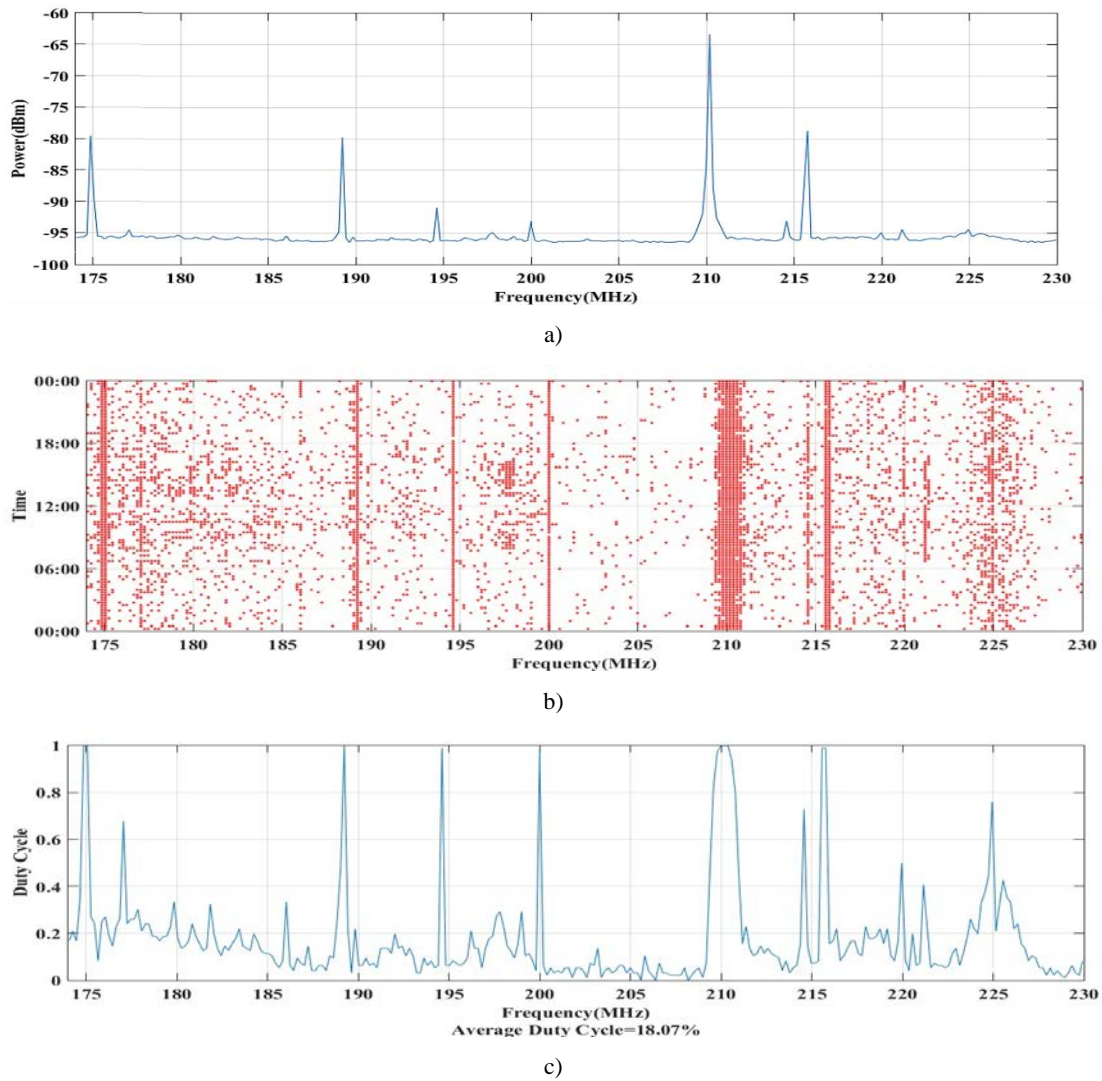 -60
-65
-70
-75
-80
-85
-90
-95
-100
Power(dBm)
175 180 185 190 195 200 205 210 215 220 225 230
Frequency(MHz)
a)
00:00
18:00
12:00
06:00
00:00
Time
175 180 185 190 195 200 205 210 215 220 225 230
Frequency(MHz)
b)
1
0.8
0.6
0.4
0.2
0
Duty Cycle
175 180 185 190 195 200 205 210 215 220 225 230
Frequency(MHz)
Average Duty Cycle=18.07%
c)